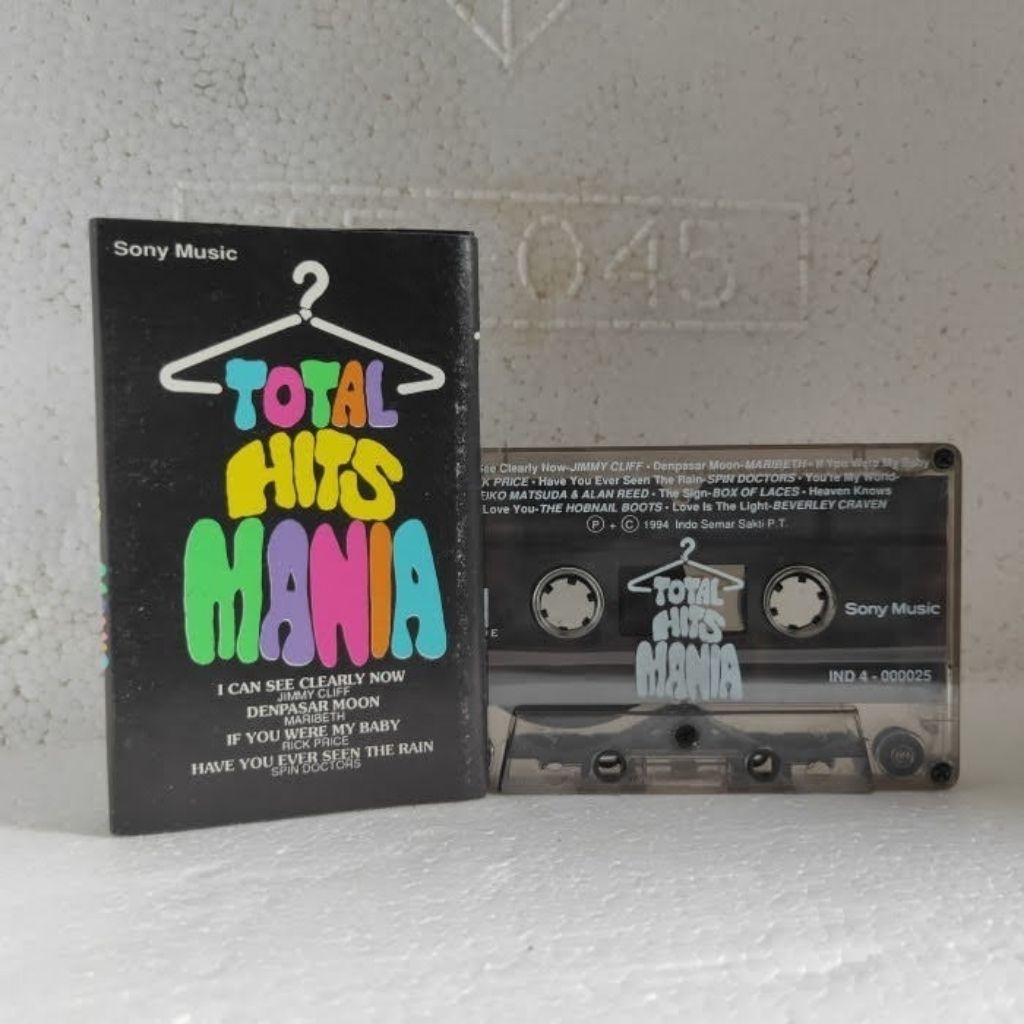 045
Sony Music
TOTAL
HITS
MANIA
I CAN SEE CLEARLY NOW
JIMMY CLIFF
DENPASAR MOON
MARIBETH
IF YOU WERE MY BABY
RICK PRICE
HAVE YOU EVER SEEN THE RAIN
SPIN DOCTORS
See Clearly Now-JIMMY CLIFF • Denpasar Moon-MARIBETH • If You Were My Baby
K PRICE • Have You Ever Seen The Rain-SPIN DOCTORS • You're My World-
EIKO MATSUDA & ALAN REED • The Sign-BOX OF LACES • Heaven Knows
Love You-THE HOBNAIL BOOTS • Love Is The Light-BEVERLEY CRAVEN
Ⓟ + Ⓒ 1994 Indo Semar Sakti P.T.
TOTAL
HITS
MANIA
Sony Music
IND 4 - 000025